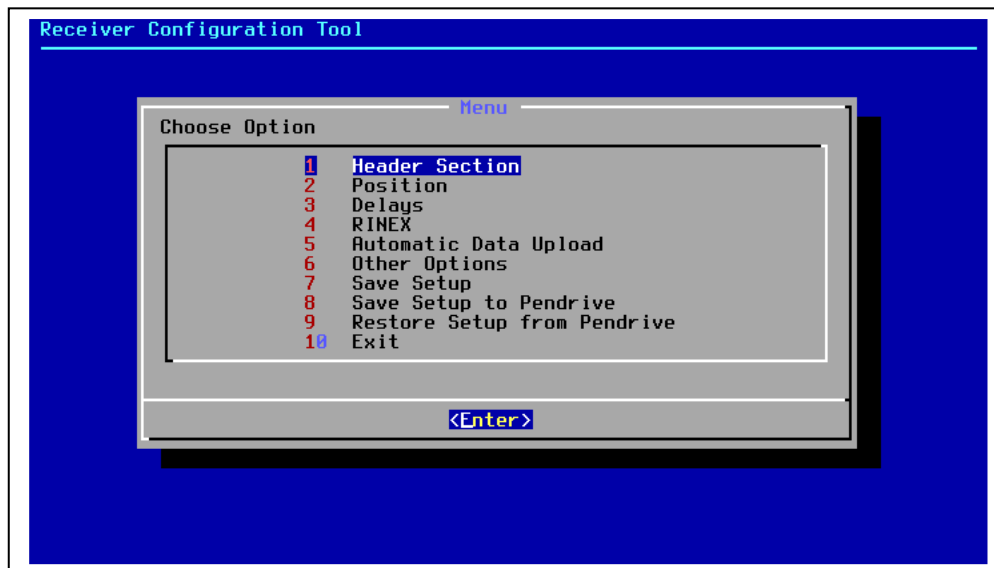 Receiver Configuration Tool
Menu
Choose Option
1 Header Section
2 Position
3 Delays
4 RINEX
5 Automatic Data Upload
6 Other Options
7 Save Setup
8 Save Setup to Pendrive
9 Restore Setup from Pendrive
10 Exit
<Enter>